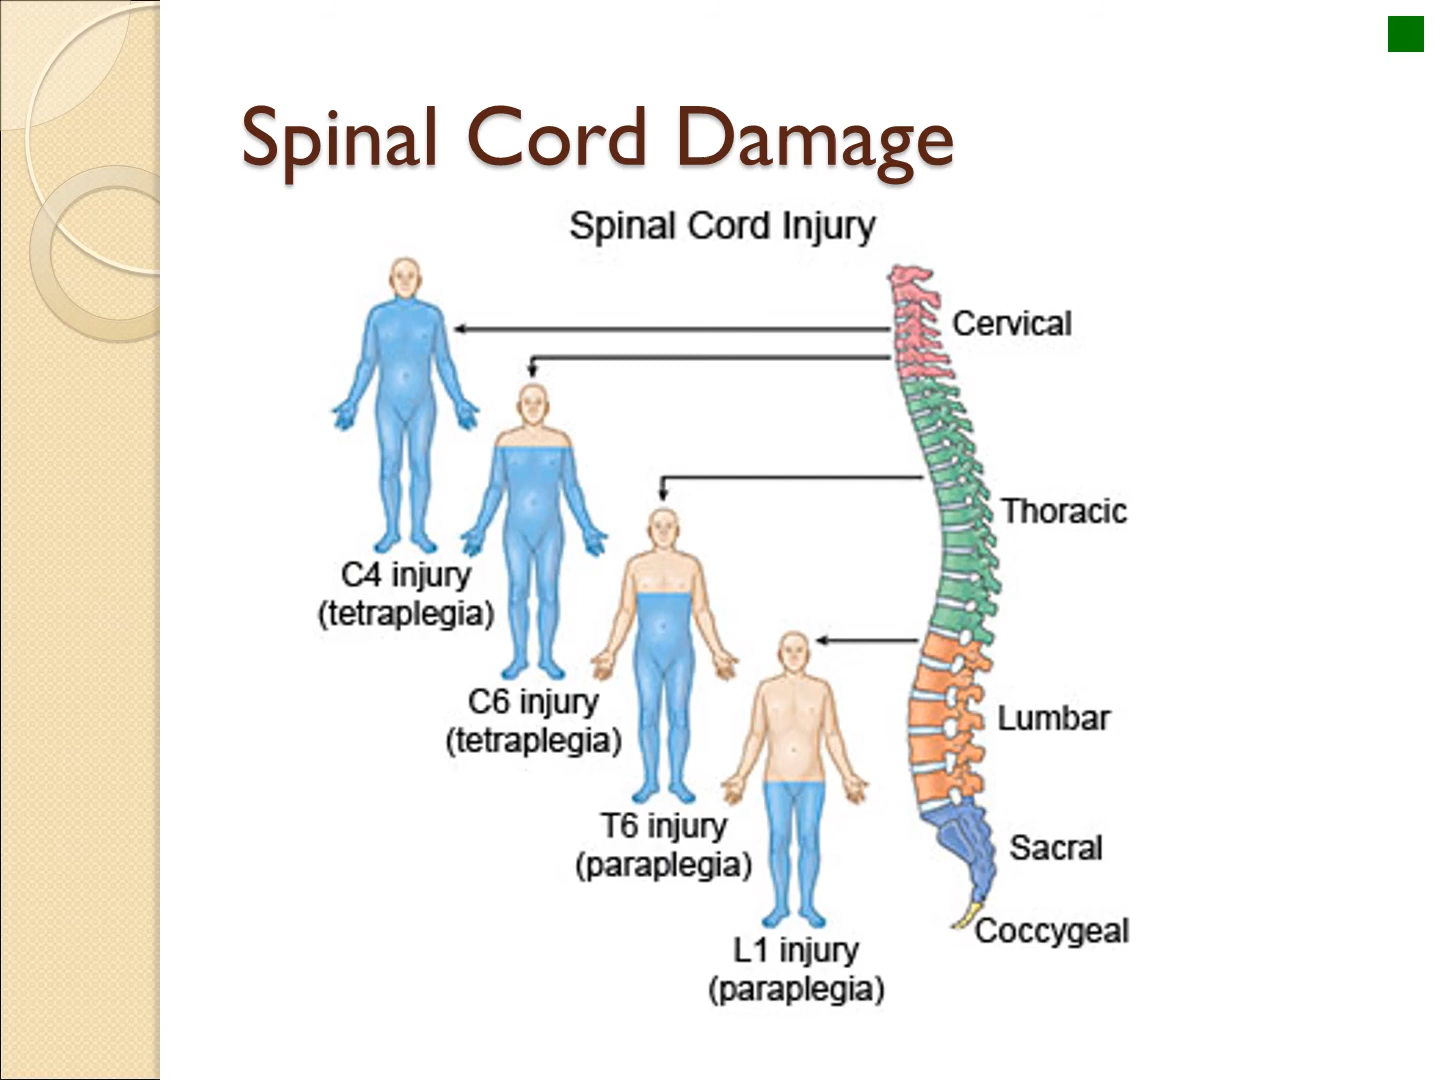 Spinal Cord Damage
Spinal Cord Injury
Cervical
Thoracic
C4 injury
(tetraplegia)
C6 injury
(tetraplegia)
Lumbar
T6 injury
(paraplegia)
Sacral
Coccygeal
L1 injury
(paraplegia)